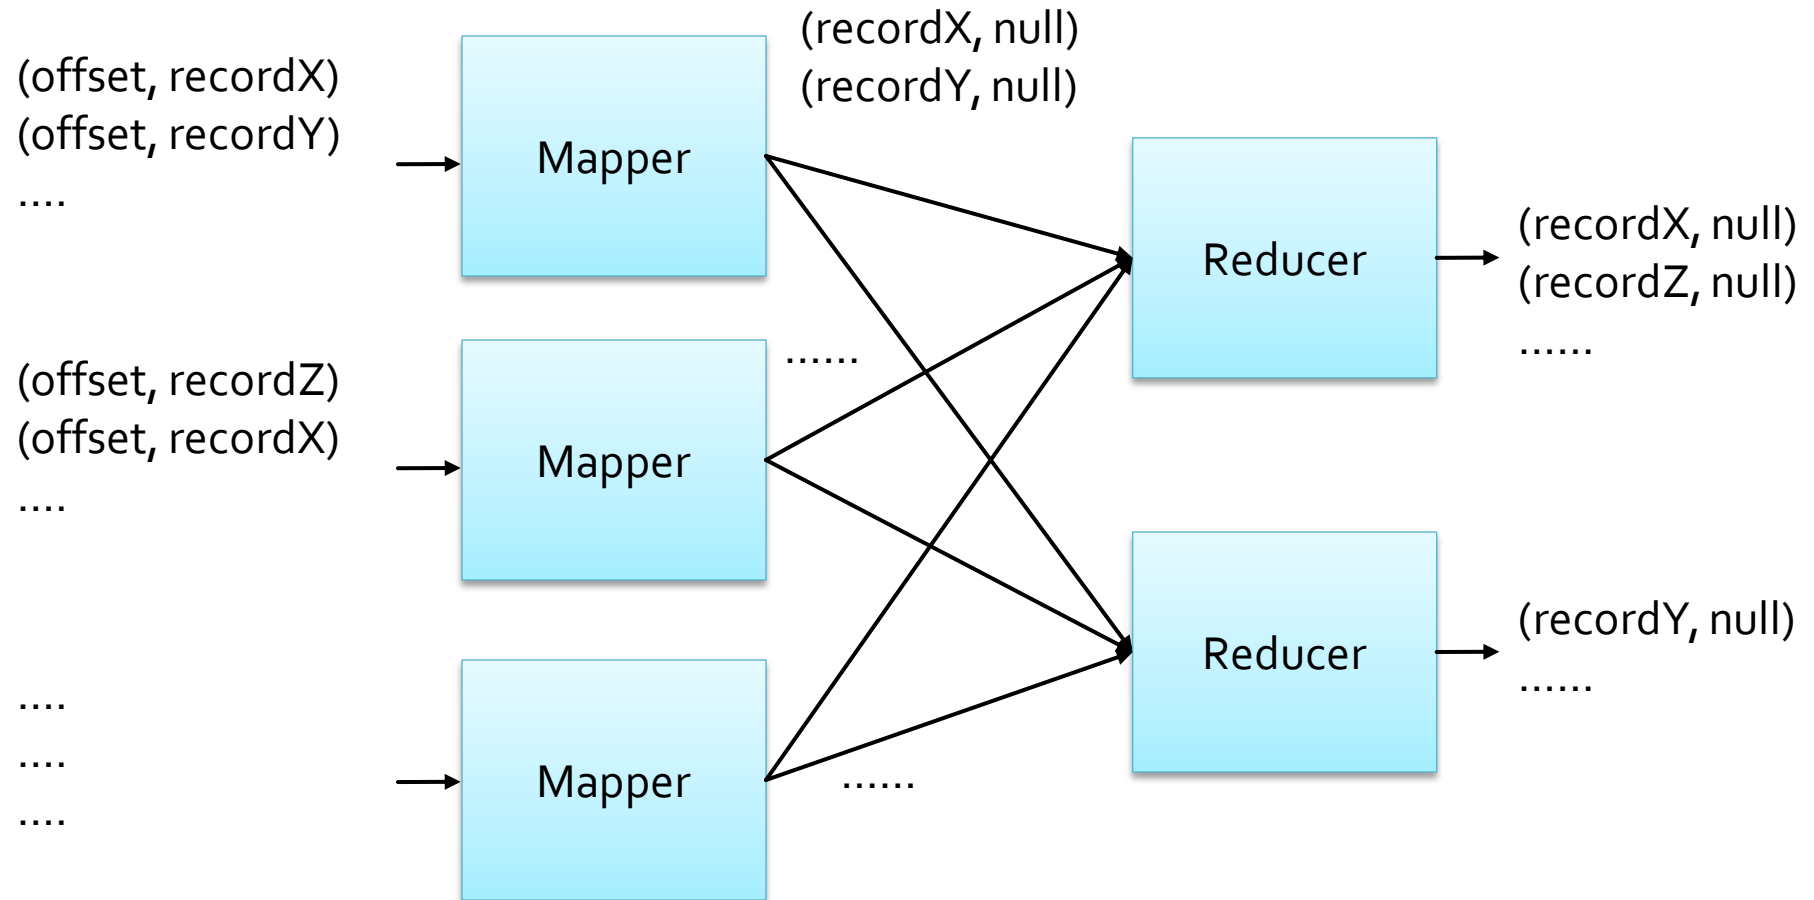 (offset, recordX)
(offset, recordY)
....
Mapper
(recordX, null)
(recordY, null)
Reducer
(recordX, null)
(recordZ, null)
......
(offset, recordZ)
(offset, recordX)
....
Mapper
......
Reducer
(recordY, null)
......
....
....
....
Mapper
......